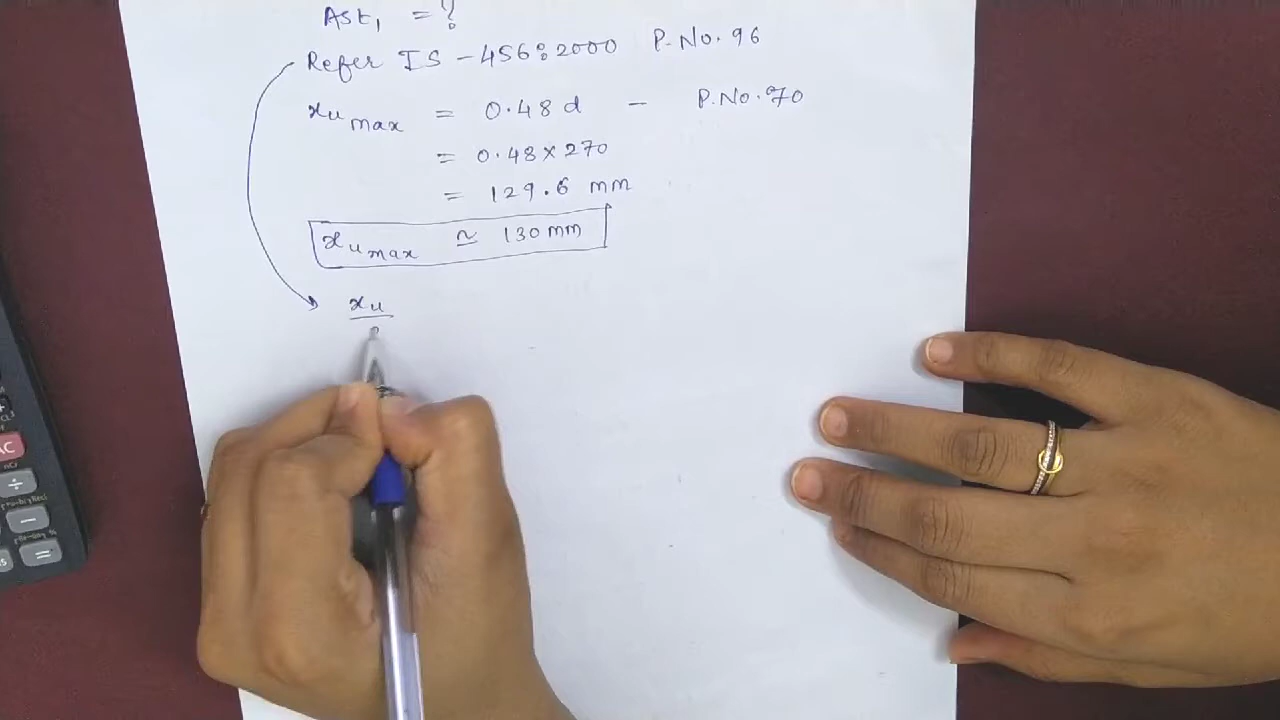 Ast₁ = ?
Refer IS - 456:2000 P.No.96
xu max = 0.48 d - P.No.70
= 0.48 x 270
= 129.6 mm
xu max ≃ 130 mm
xu
AC
÷
−
=